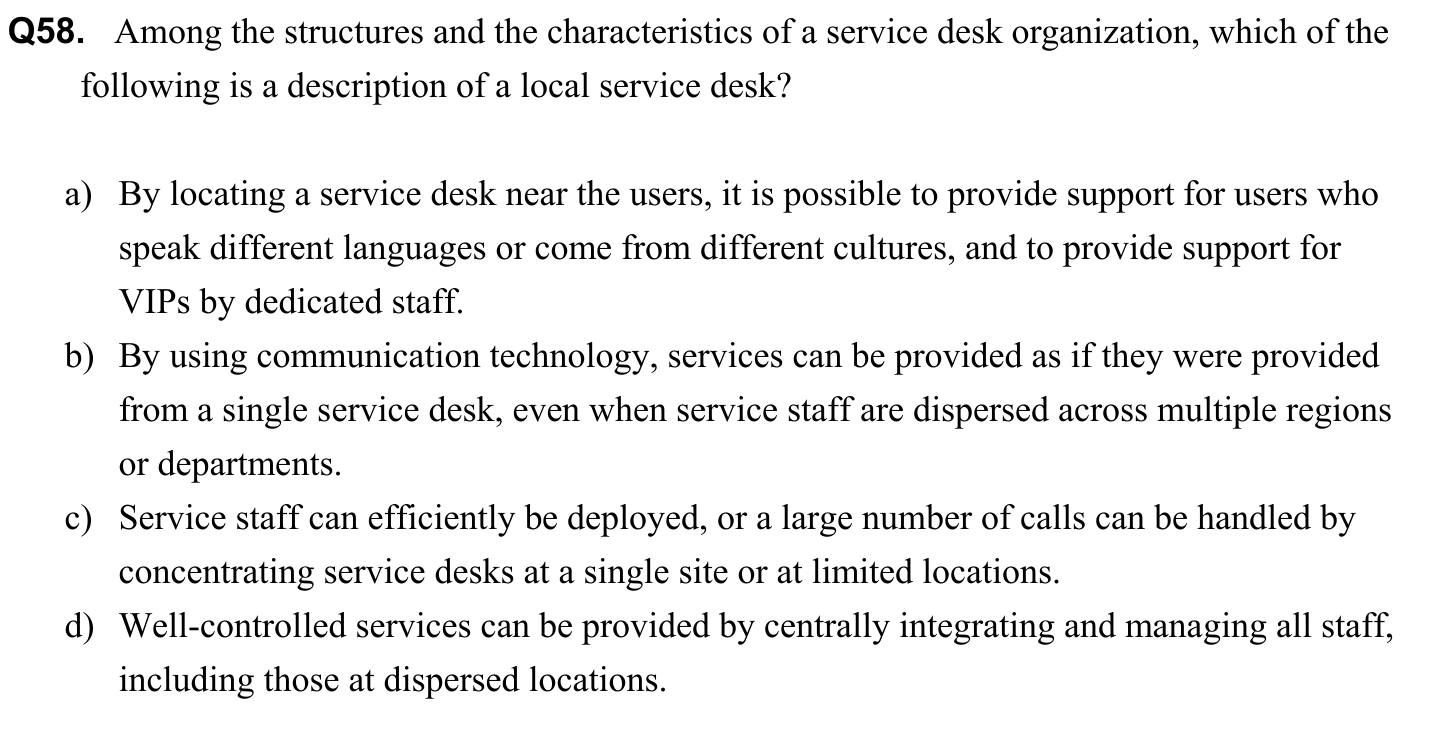 Q58. Among the structures and the characteristics of a service desk organization, which of the
following is a description of a local service desk?
a) By locating a service desk near the users, it is possible to provide support for users who
speak different languages or come from different cultures, and to provide support for
VIPs by dedicated staff.
b) By using communication technology, services can be provided as if they were provided
from a single service desk, even when service staff are dispersed across multiple regions
or departments.
c) Service staff can efficiently be deployed, or a large number of calls can be handled by
concentrating service desks at a single site or at limited locations.
d) Well-controlled services can be provided by centrally integrating and managing all staff,
including those at dispersed locations.